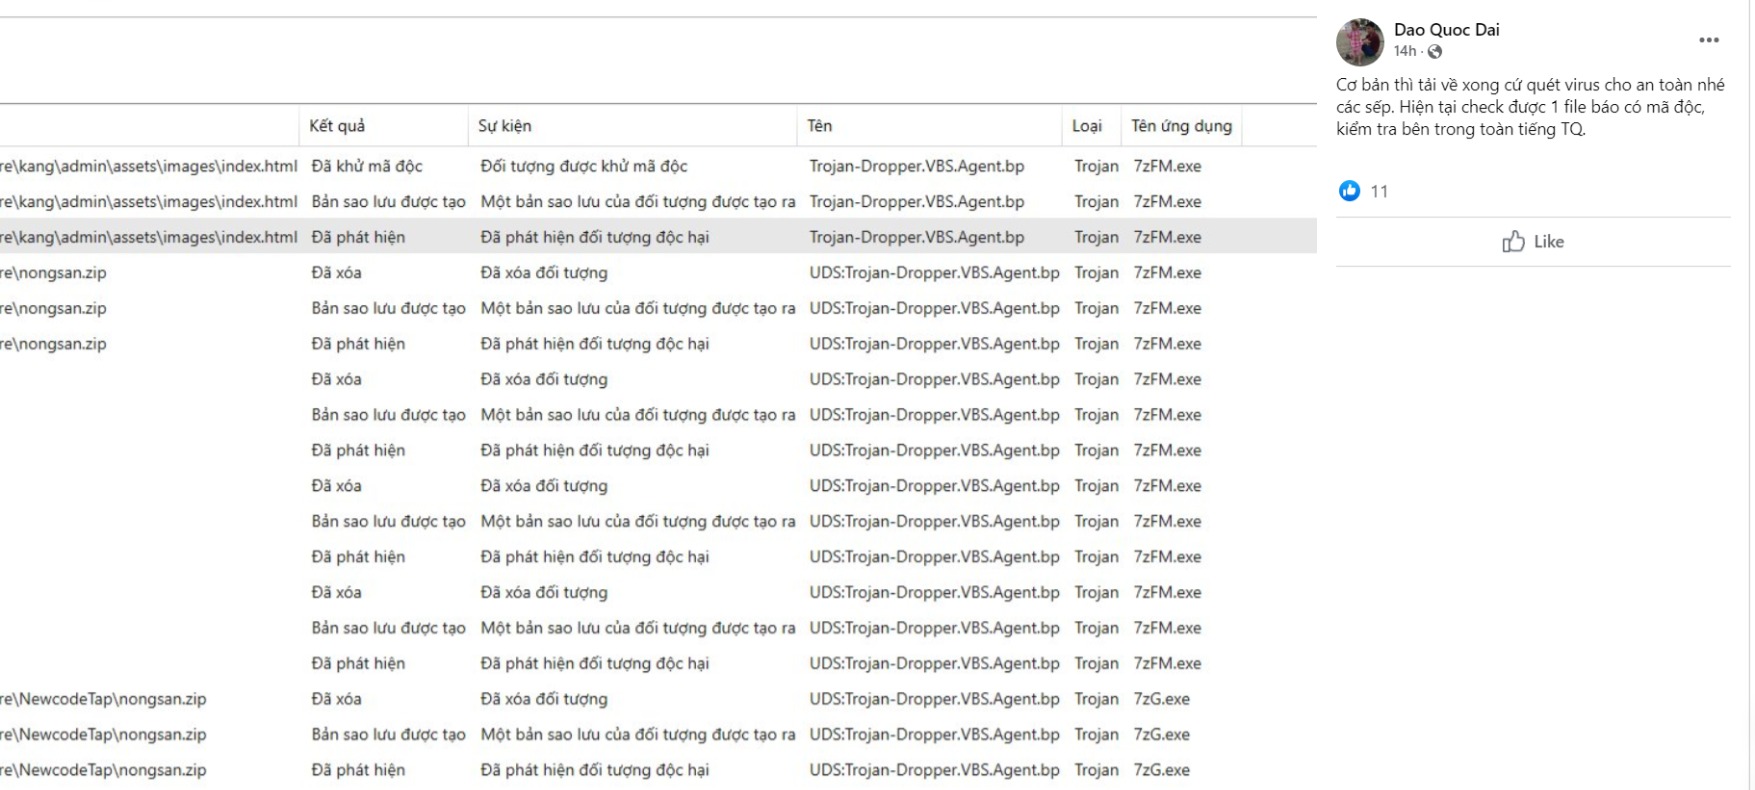 Kết quả Sự kiện Tên Loại Tên ứng dụng
re\kang\admin\assets\images\index.html Đã khử mã độc Đối tượng được khử mã độc Trojan-Dropper.VBS.Agent.bp Trojan 7zFM.exe
re\kang\admin\assets\images\index.html Bản sao lưu được tạo Một bản sao lưu của đối tượng được tạo ra Trojan-Dropper.VBS.Agent.bp Trojan 7zFM.exe
re\kang\admin\assets\images\index.html Đã phát hiện Đã phát hiện đối tượng độc hại Trojan-Dropper.VBS.Agent.bp Trojan 7zFM.exe
re\nongsan.zip Đã xóa Đã xóa đối tượng UDS:Trojan-Dropper.VBS.Agent.bp Trojan 7zFM.exe
re\nongsan.zip Bản sao lưu được tạo Một bản sao lưu của đối tượng được tạo ra UDS:Trojan-Dropper.VBS.Agent.bp Trojan 7zFM.exe
re\nongsan.zip Đã phát hiện Đã phát hiện đối tượng độc hại UDS:Trojan-Dropper.VBS.Agent.bp Trojan 7zFM.exe
Đã xóa Đã xóa đối tượng UDS:Trojan-Dropper.VBS.Agent.bp Trojan 7zFM.exe
Bản sao lưu được tạo Một bản sao lưu của đối tượng được tạo ra UDS:Trojan-Dropper.VBS.Agent.bp Trojan 7zFM.exe
Đã phát hiện Đã phát hiện đối tượng độc hại UDS:Trojan-Dropper.VBS.Agent.bp Trojan 7zFM.exe
Đã xóa Đã xóa đối tượng UDS:Trojan-Dropper.VBS.Agent.bp Trojan 7zFM.exe
Bản sao lưu được tạo Một bản sao lưu của đối tượng được tạo ra UDS:Trojan-Dropper.VBS.Agent.bp Trojan 7zFM.exe
Đã phát hiện Đã phát hiện đối tượng độc hại UDS:Trojan-Dropper.VBS.Agent.bp Trojan 7zFM.exe
Đã xóa Đã xóa đối tượng UDS:Trojan-Dropper.VBS.Agent.bp Trojan 7zFM.exe
Bản sao lưu được tạo Một bản sao lưu của đối tượng được tạo ra UDS:Trojan-Dropper.VBS.Agent.bp Trojan 7zFM.exe
Đã phát hiện Đã phát hiện đối tượng độc hại UDS:Trojan-Dropper.VBS.Agent.bp Trojan 7zFM.exe
re\NewcodeTap\nongsan.zip Đã xóa Đã xóa đối tượng UDS:Trojan-Dropper.VBS.Agent.bp Trojan 7zG.exe
re\NewcodeTap\nongsan.zip Bản sao lưu được tạo Một bản sao lưu của đối tượng được tạo ra UDS:Trojan-Dropper.VBS.Agent.bp Trojan 7zG.exe
re\NewcodeTap\nongsan.zip Đã phát hiện Đã phát hiện đối tượng độc hại UDS:Trojan-Dropper.VBS.Agent.bp Trojan 7zG.exe
Dao Quoc Dai
14h ·
Cơ bản thì tải về xong cứ quét virus cho an toàn nhé
các sếp. Hiện tại check được 1 file báo có mã độc,
kiểm tra bên trong toàn tiếng TQ.
11
Like